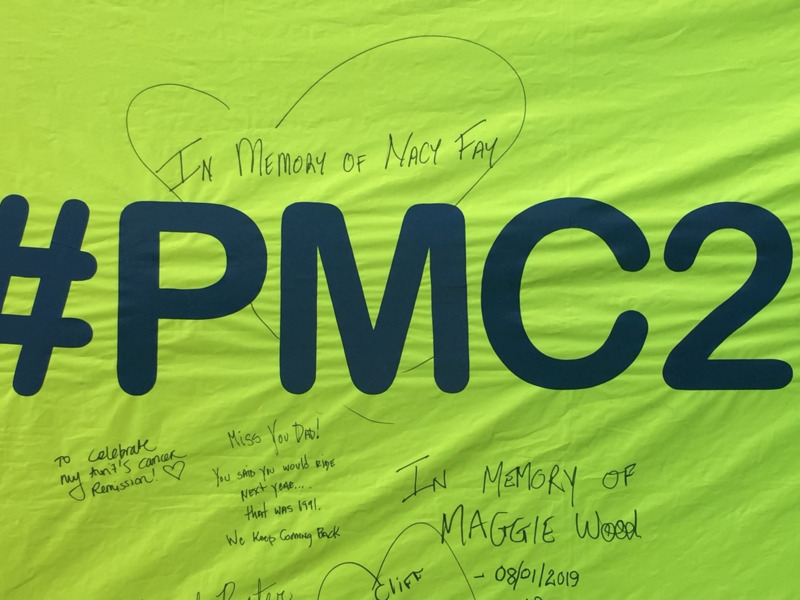 IN MEMORY OF NACY FAY
#PMC2
TO celebrate
my Aunt's cancer
Remission! ♡
MISS YOU DAD!
YOU SAID YOU WOULD RIDE
NEXT YEAR...
that was 1991.
We Keep Coming Back
IN MEMORY OF
MAGGIE Wood
- 08/01/2019
CLIFF